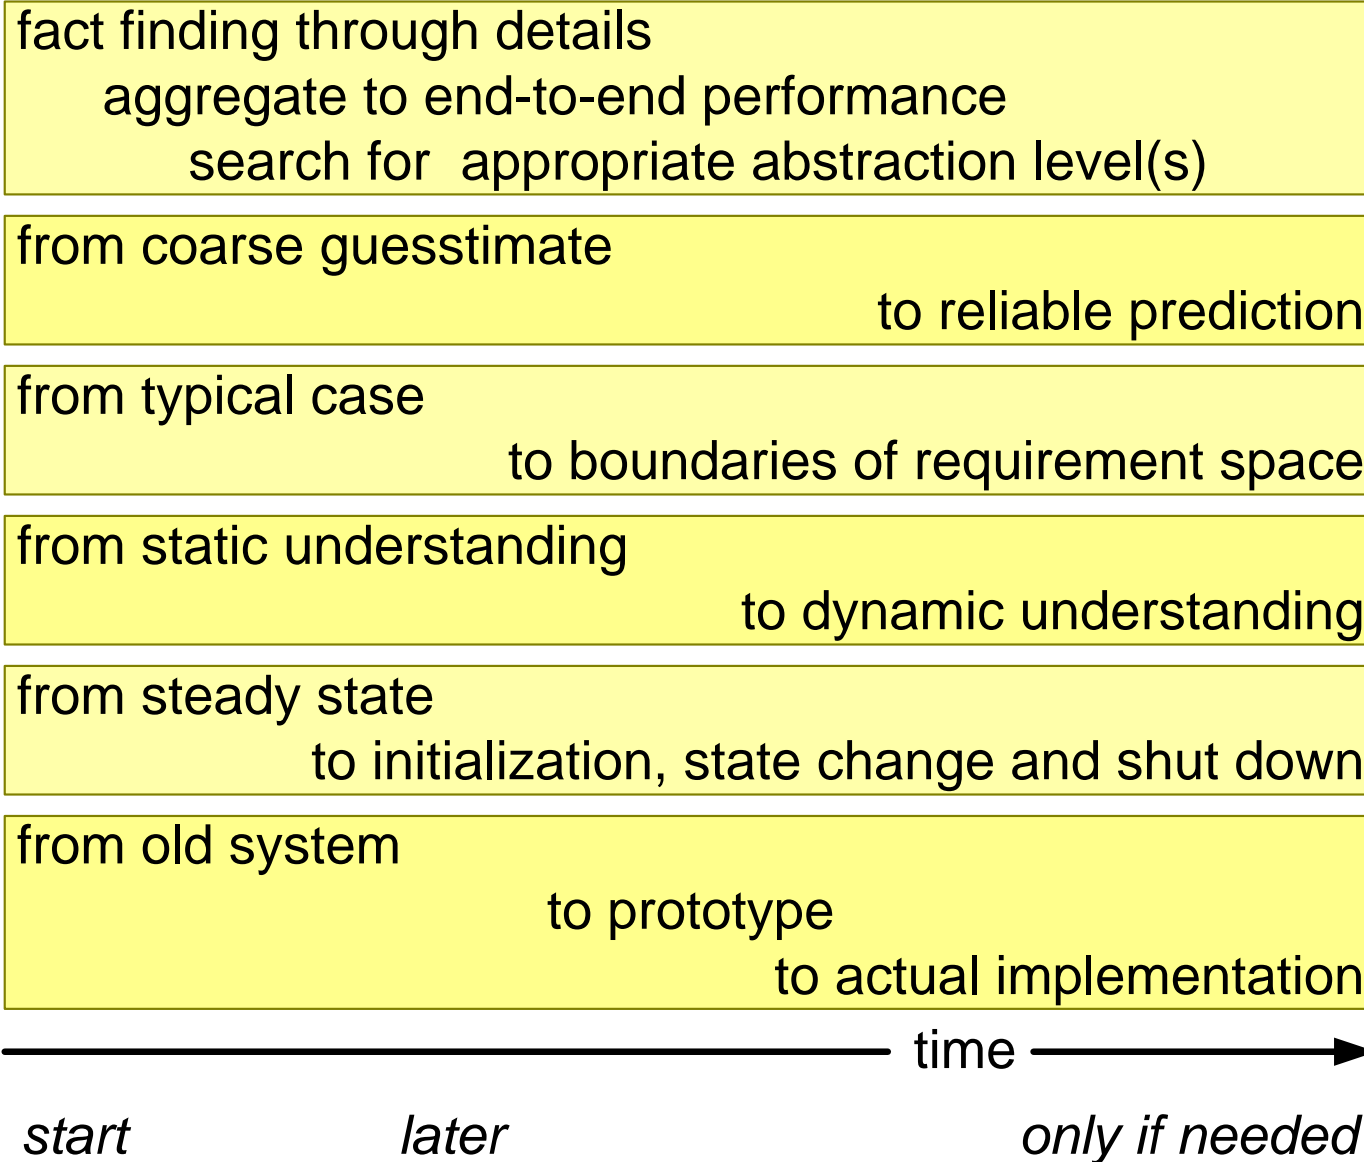 fact finding through details
aggregate to end-to-end performance
search for appropriate abstraction level(s)
from coarse guesstimate
to reliable prediction
from typical case
to boundaries of requirement space
from static understanding
to dynamic understanding
from steady state
to initialization, state change and shut down
from old system
to prototype
to actual implementation
time
start later only if needed